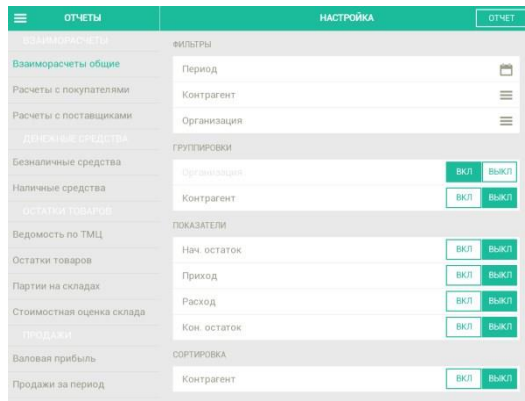 ОТЧЕТЫ
НАСТРОЙКА
ОТЧЕТ
ВЗАИМОРАСЧЕТЫ
Взаиморасчеты общие
Расчеты с покупателями
Расчеты с поставщиками
ДЕНЕЖНЫЕ СРЕДСТВА
Безналичные средства
Наличные средства
ОСТАТКИ ТОВАРОВ
Ведомость по ТМЦ
Остатки товаров
Партии на складах
Стоимостная оценка склада
ПРОДАЖИ
Валовая прибыль
Продажи за период
ФИЛЬТРЫ
Период
Контрагент
Организация
ГРУППИРОВКИ
Организация ВКЛ ВЫКЛ
Контрагент ВКЛ ВЫКЛ
ПОКАЗАТЕЛИ
Нач. остаток ВКЛ ВЫКЛ
Приход ВКЛ ВЫКЛ
Расход ВКЛ ВЫКЛ
Кон. остаток ВКЛ ВЫКЛ
СОРТИРОВКА
Контрагент ВКЛ ВЫКЛ